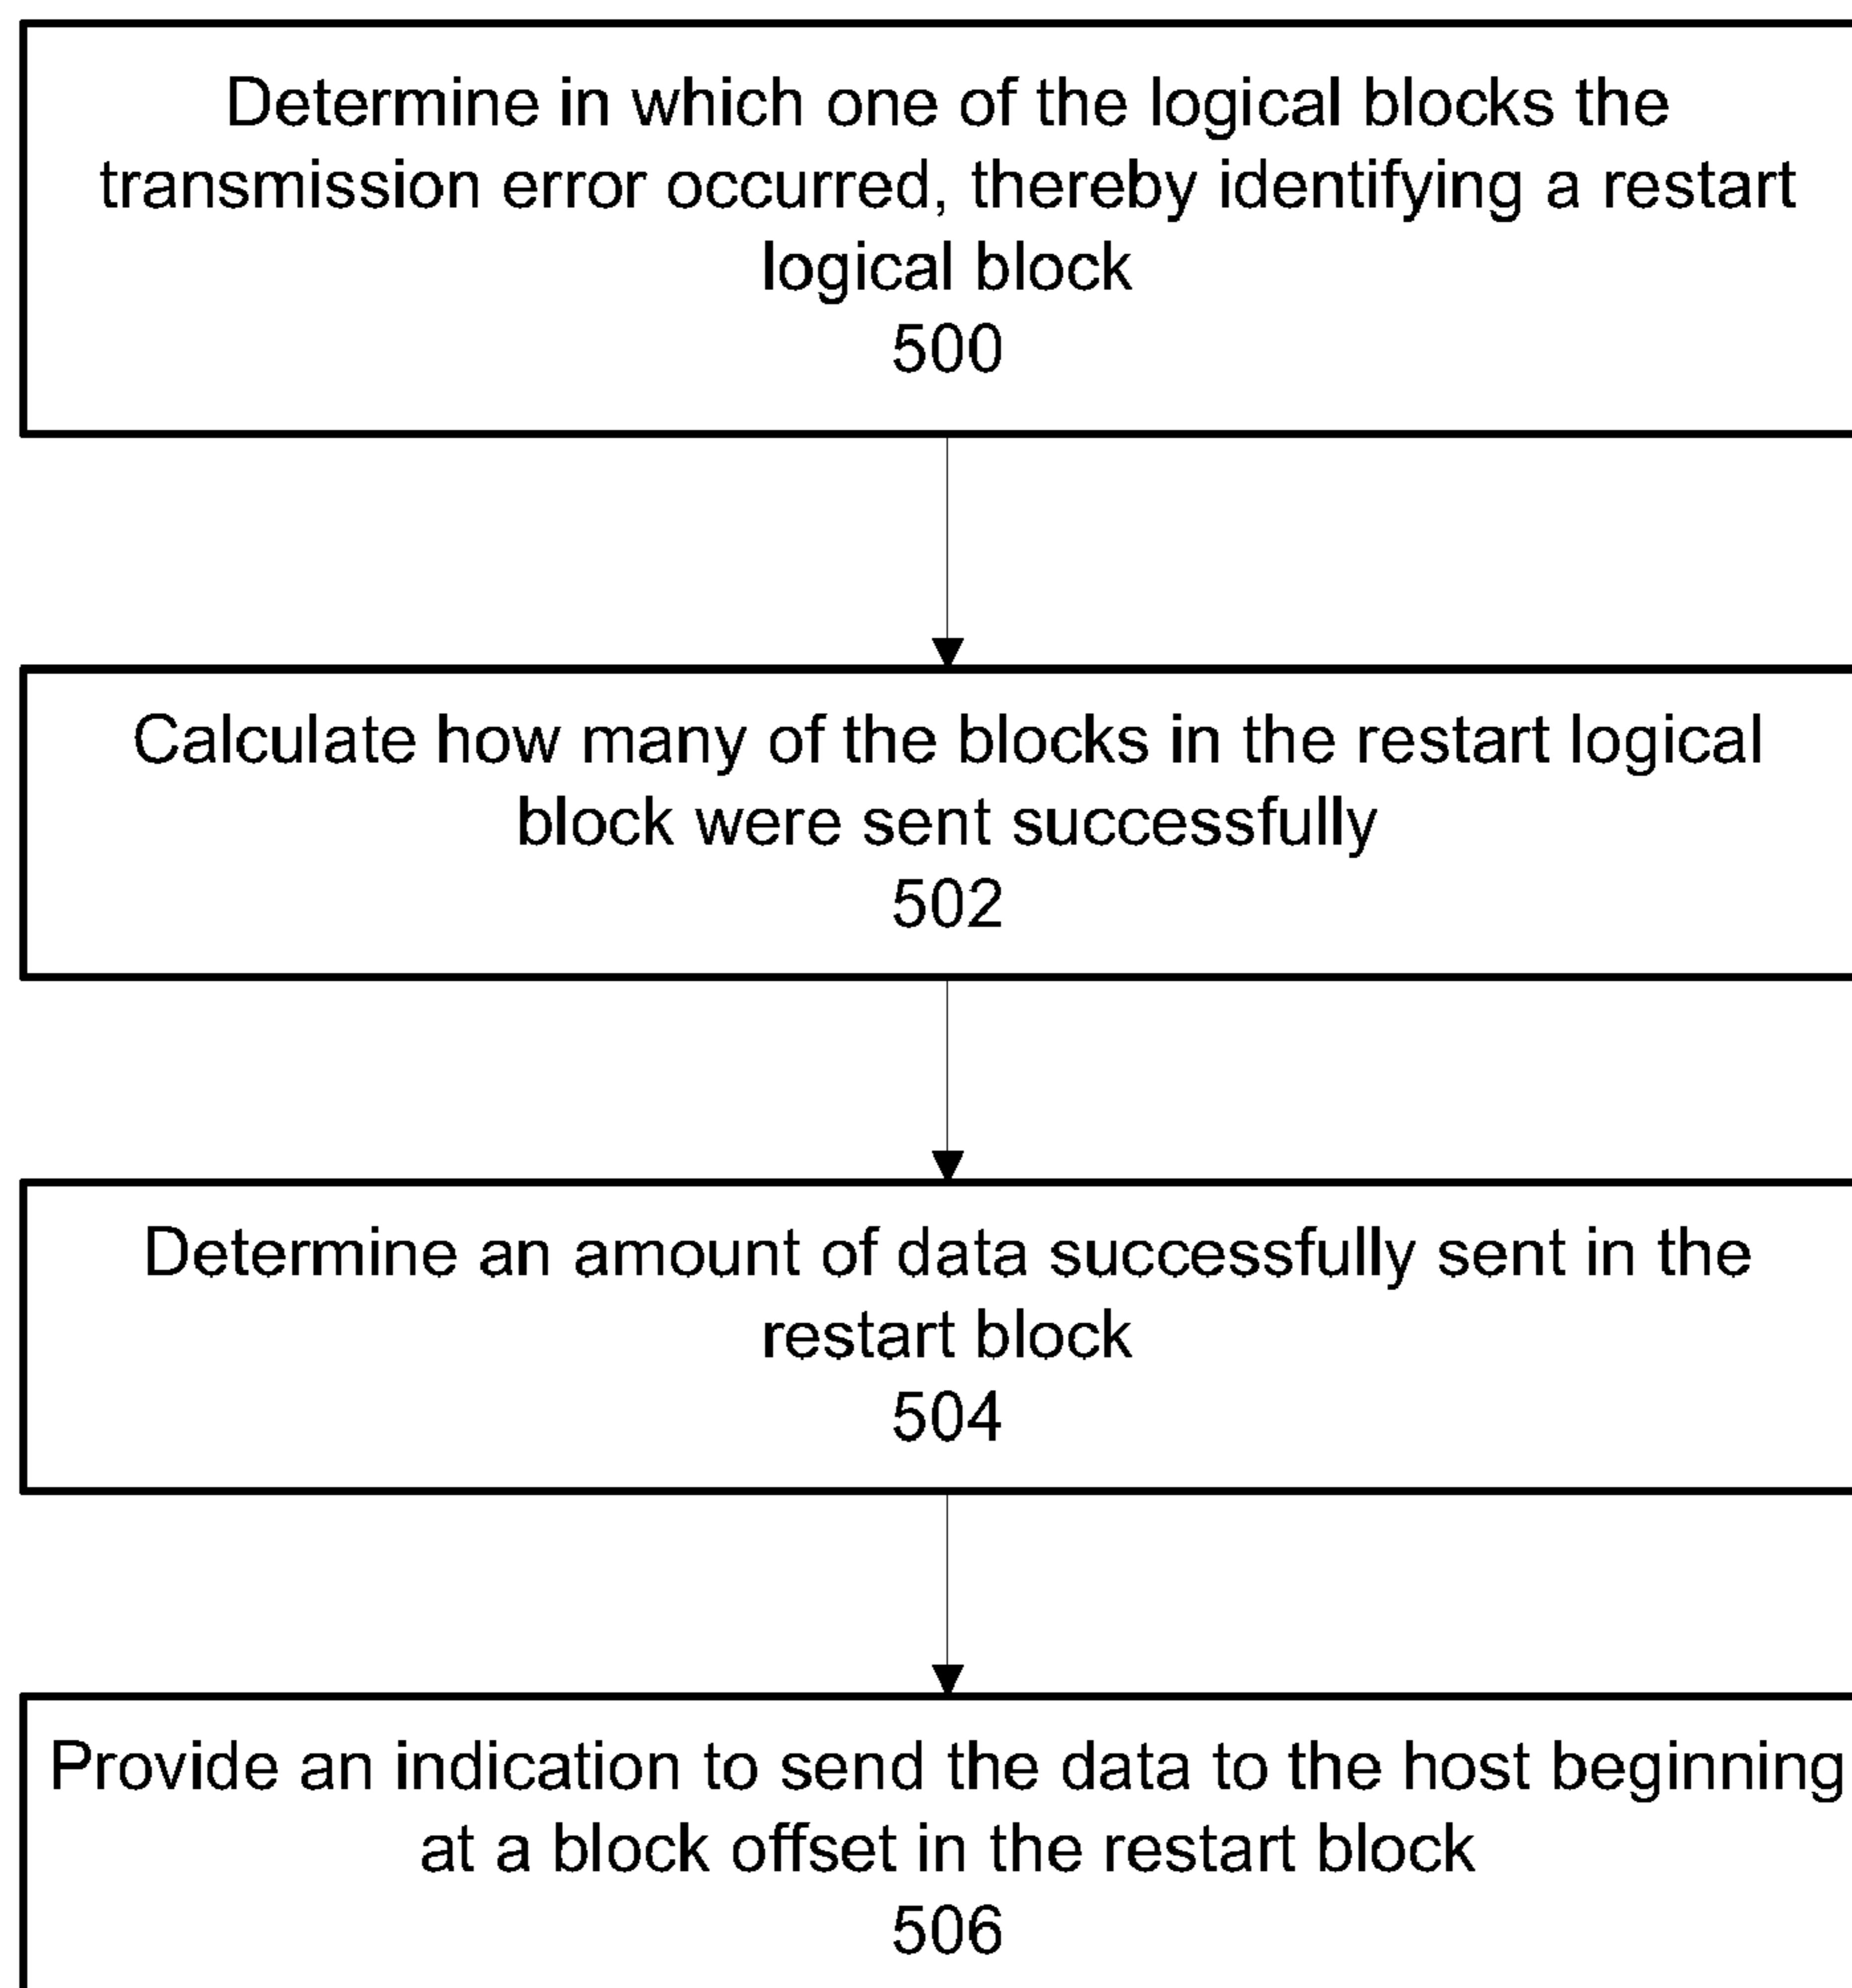 Determine in which one of the logical blocks the
transmission error occurred, thereby identifying a restart
logical block
500
Calculate how many of the blocks in the restart logical
block were sent successfully
502
Determine an amount of data successfully sent in the
restart block
504
Provide an indication to send the data to the host beginning
at a block offset in the restart block
506